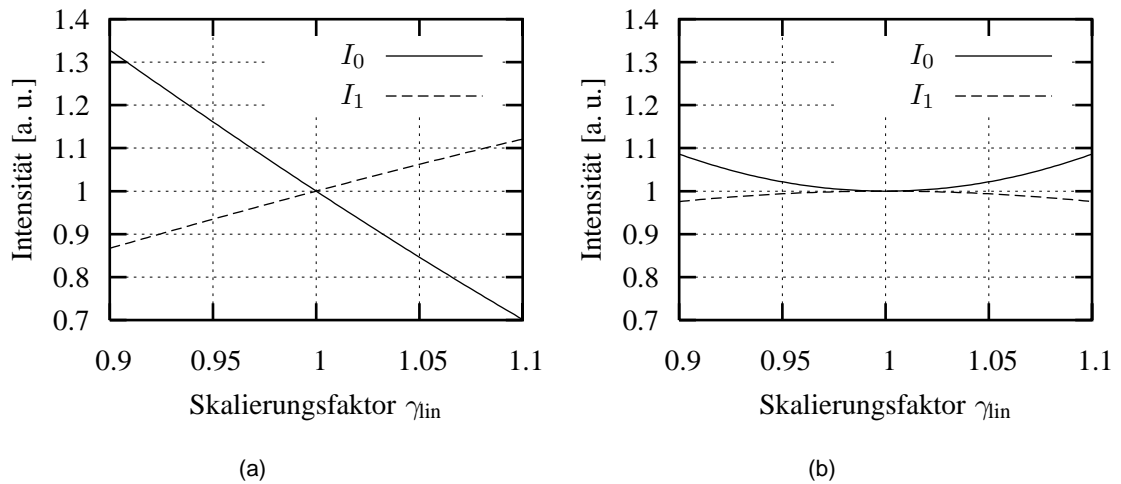 1.4
1.3
1.2
1.1
1
0.9
0.8
0.7
Intensität [a. u.]
I0
I1
0.9 0.95 1 1.05 1.1
Skalierungsfaktor γlin
(a)
1.4
1.3
1.2
1.1
1
0.9
0.8
0.7
Intensität [a. u.]
I0
I1
0.9 0.95 1 1.05 1.1
Skalierungsfaktor γlin
(b)